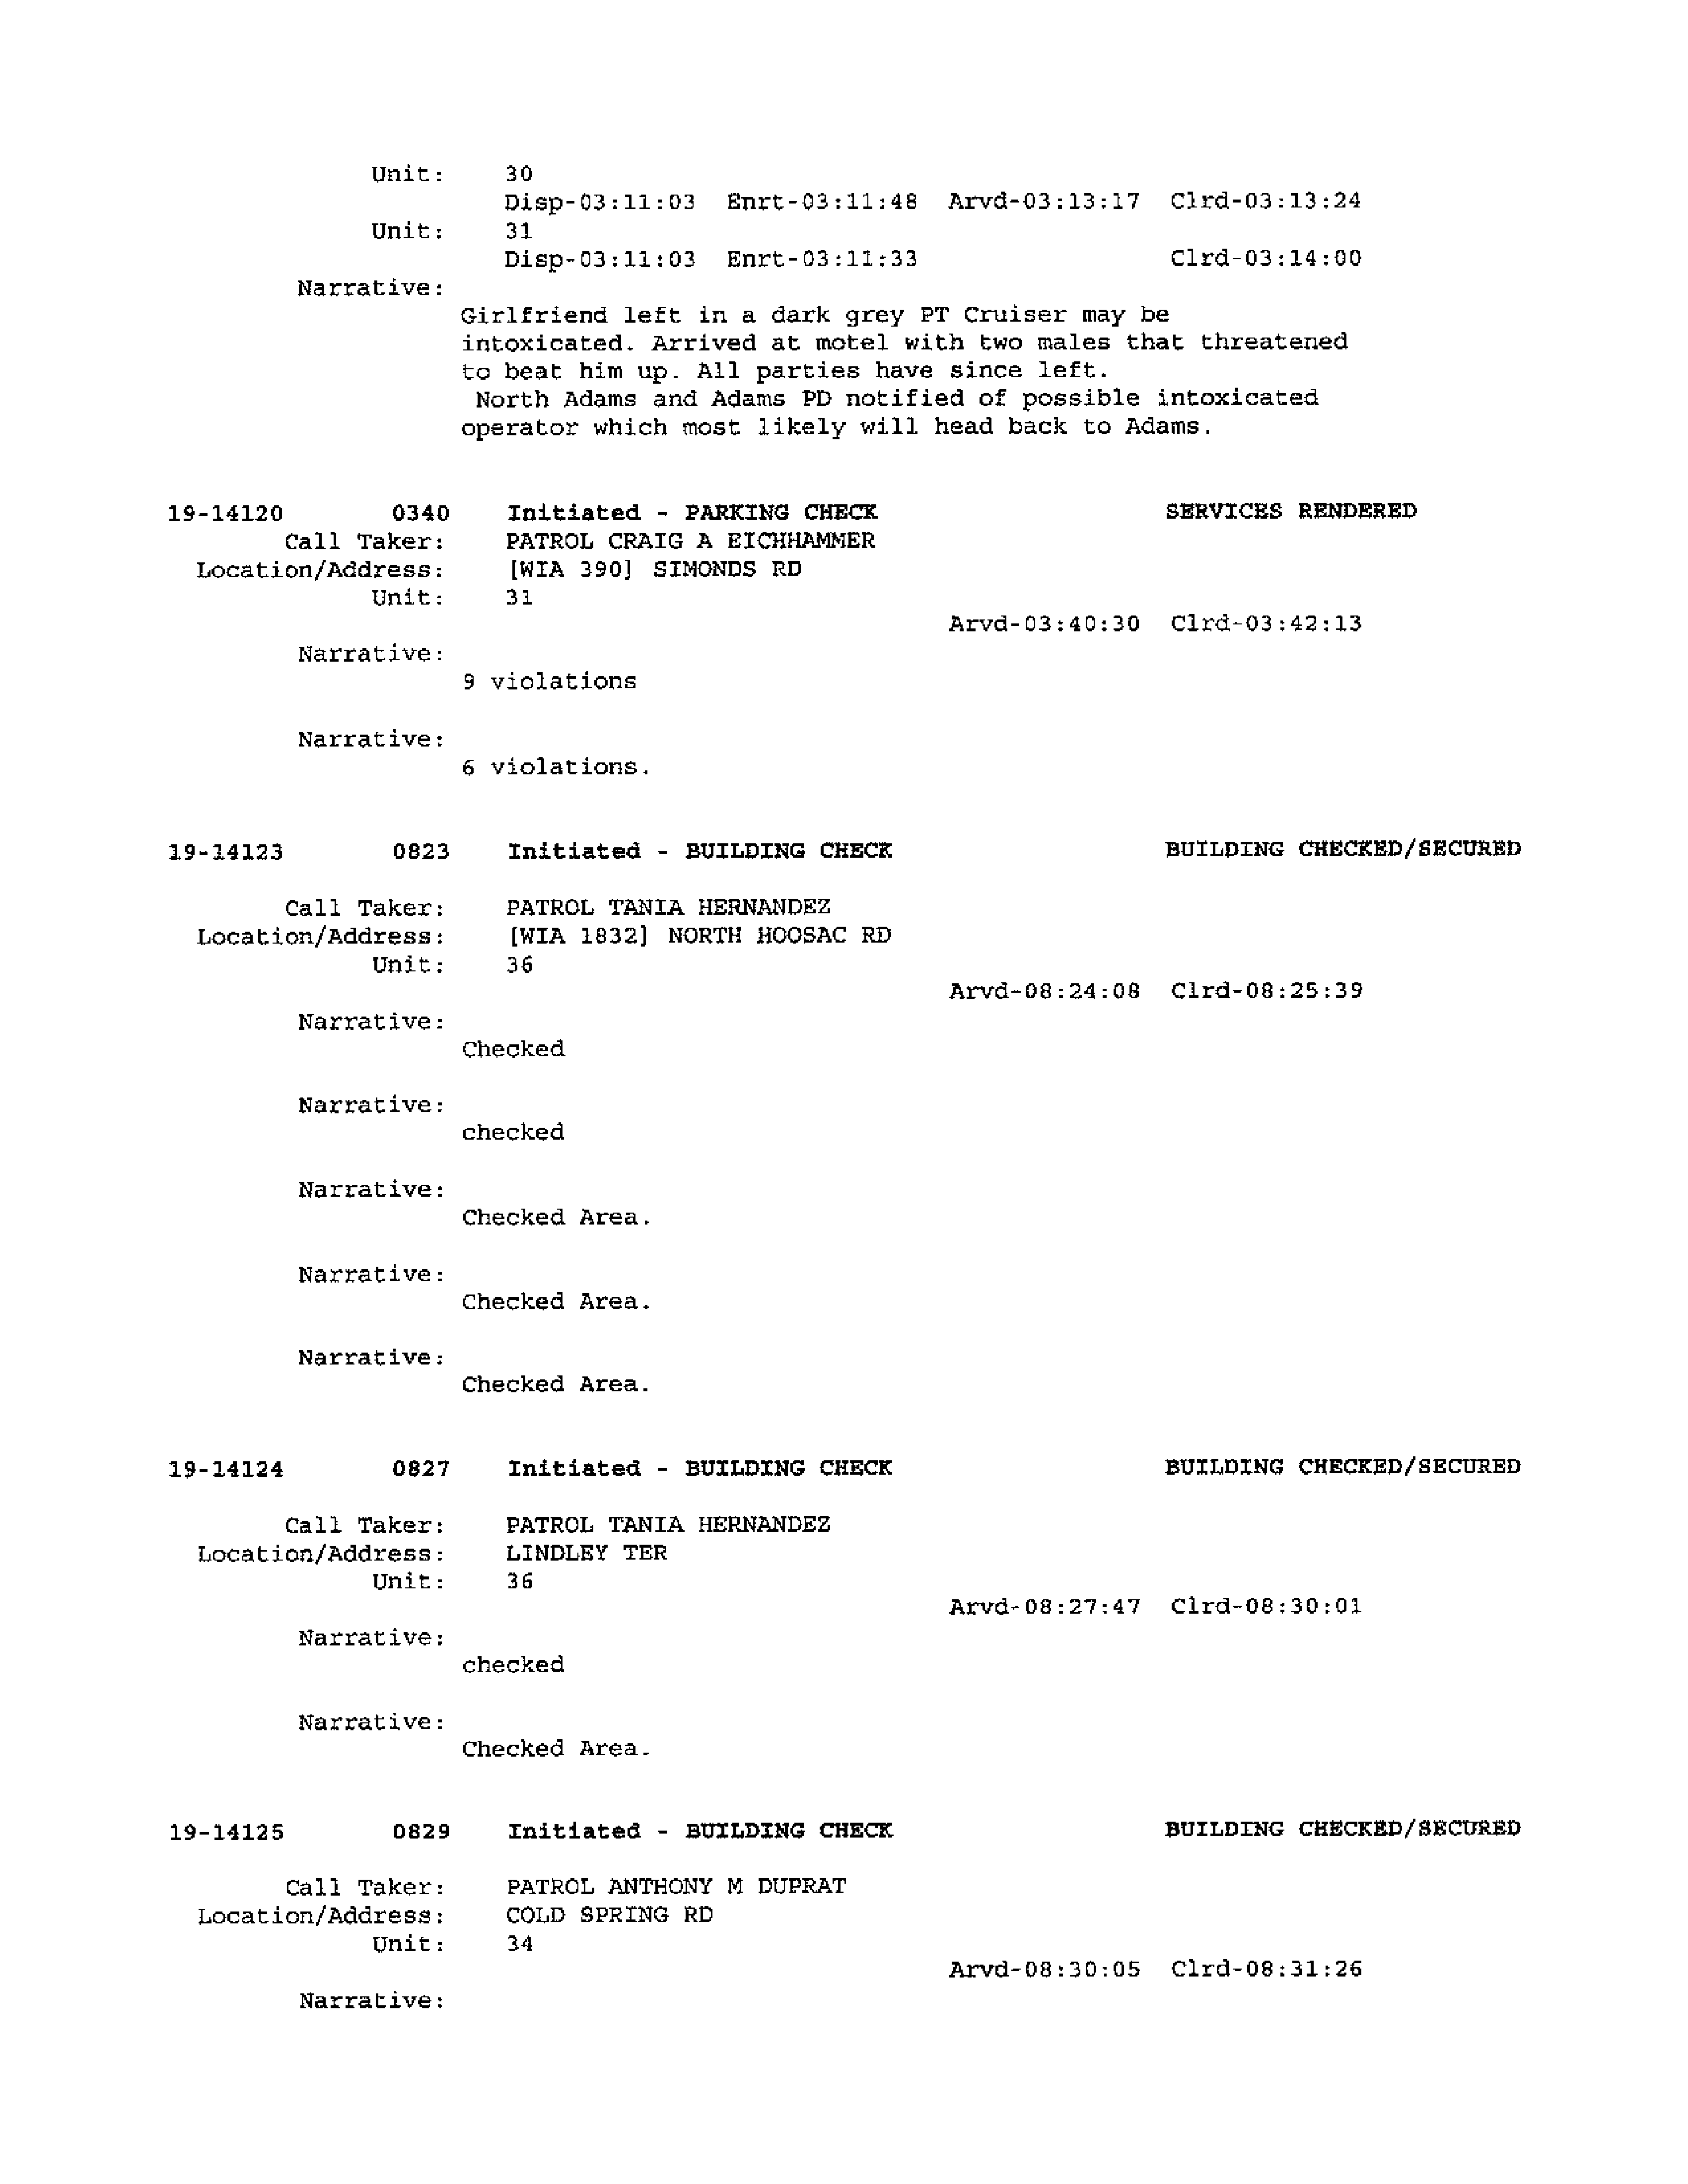 Unit: 30
Disp-03:11:03 Enrt-03:11:48 Arvd-03:13:17 Clrd-03:13:24
Unit: 31
Disp-03:11:03 Enrt-03:11:33 Clrd-03:14:00
Narrative:
Girlfriend left in a dark grey PT Cruiser may be
intoxicated. Arrived at motel with two males that threatened
to beat him up. All parties have since left.
North Adams and Adams PD notified of possible intoxicated
operator which most likely will head back to Adams.
19-14120 0340 Initiated - PARKING CHECK SERVICES RENDERED
Call Taker: PATROL CRAIG A EICHHAMMER
Location/Address: [WIA 390] SIMONDS RD
Unit: 31
Arvd-03:40:30 Clrd-03:42:13
Narrative:
9 violations
Narrative:
6 violations.
19-14123 0823 Initiated - BUILDING CHECK BUILDING CHECKED/SECURED
Call Taker: PATROL TANIA HERNANDEZ
Location/Address: [WIA 1832] NORTH HOOSAC RD
Unit: 36
Arvd-08:24:08 Clrd-08:25:39
Narrative:
Checked
Narrative:
checked
Narrative:
Checked Area.
Narrative:
Checked Area.
Narrative:
Checked Area.
19-14124 0827 Initiated - BUILDING CHECK BUILDING CHECKED/SECURED
Call Taker: PATROL TANIA HERNANDEZ
Location/Address: LINDLEY TER
Unit: 36
Arvd-08:27:47 Clrd-08:30:01
Narrative:
checked
Narrative:
Checked Area.
19-14125 0829 Initiated - BUILDING CHECK BUILDING CHECKED/SECURED
Call Taker: PATROL ANTHONY M DUPRAT
Location/Address: COLD SPRING RD
Unit: 34
Arvd-08:30:05 Clrd-08:31:26
Narrative: